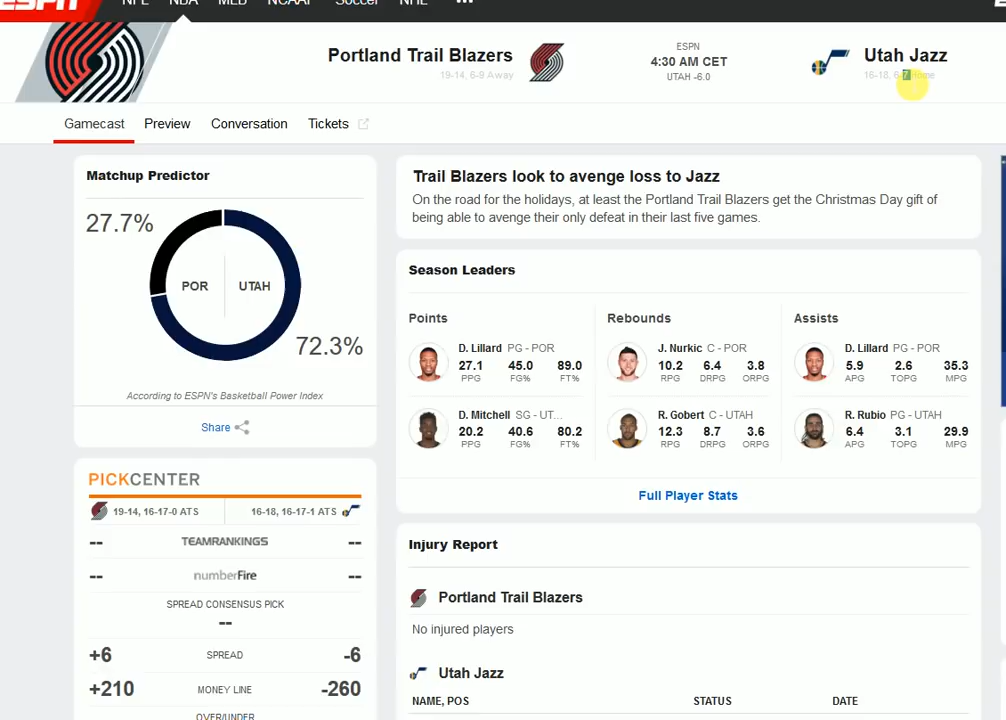 ESPN
NFL NBA MLB NCAAF Soccer NHL •••
Portland Trail Blazers
19-14, 6-9 Away
ESPN
4:30 AM CET
UTAH -6.0
Utah Jazz
16-18, 6-7 Home
Gamecast Preview Conversation Tickets
Matchup Predictor
27.7%
POR UTAH
72.3%
According to ESPN's Basketball Power Index
Share
PICKCENTER
19-14, 16-17-0 ATS 16-18, 16-17-1 ATS
-- TEAMRANKINGS --
-- numberFire --
SPREAD CONSENSUS PICK
--
+6 SPREAD -6
+210 MONEY LINE -260
OVER/UNDER
Trail Blazers look to avenge loss to Jazz
On the road for the holidays, at least the Portland Trail Blazers get the Christmas Day gift of
being able to avenge their only defeat in their last five games.
Season Leaders
Points Rebounds Assists
D. Lillard PG - POR
27.1 45.0 89.0
PPG FG% FT%
D. Mitchell SG - UT...
20.2 40.6 80.2
PPG FG% FT%
J. Nurkic C - POR
10.2 6.4 3.8
RPG DRPG ORPG
R. Gobert C - UTAH
12.3 8.7 3.6
RPG DRPG ORPG
D. Lillard PG - POR
5.9 2.6 35.3
APG TOPG MPG
R. Rubio PG - UTAH
6.4 3.1 29.9
APG TOPG MPG
Full Player Stats
Injury Report
Portland Trail Blazers
No injured players
Utah Jazz
NAME, POS STATUS DATE